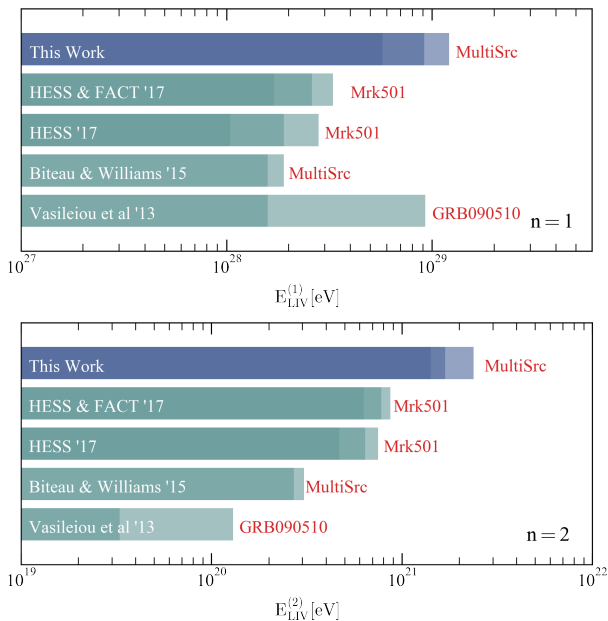 This Work MultiSrc
HESS & FACT '17 Mrk501
HESS '17 Mrk501
Biteau & Williams '15 MultiSrc
Vasileiou et al '13 GRB090510
n = 1
10^27 10^28 10^29
E_LIV^(1) [eV]
This Work MultiSrc
HESS & FACT '17 Mrk501
HESS '17 Mrk501
Biteau & Williams '15 MultiSrc
Vasileiou et al '13 GRB090510
n = 2
10^19 10^20 10^21 10^22
E_LIV^(2) [eV]